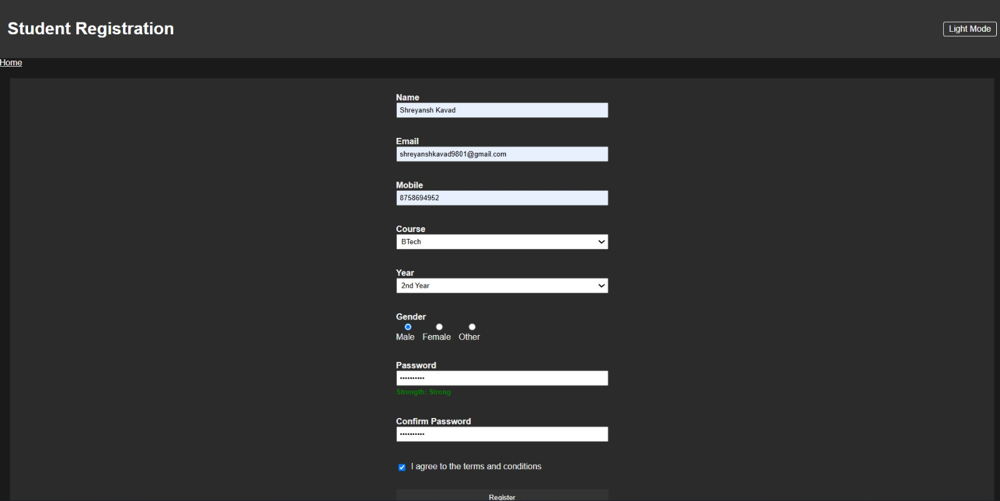 Student Registration
Light Mode
Home
Name
Shreyansh Kavad
Email
shreyanshkavad9801@gmail.com
Mobile
8758694952
Course
BTech
Year
2nd Year
Gender
Male Female Other
Password
••••••••••
Strength: Strong
Confirm Password
••••••••••
I agree to the terms and conditions
Register